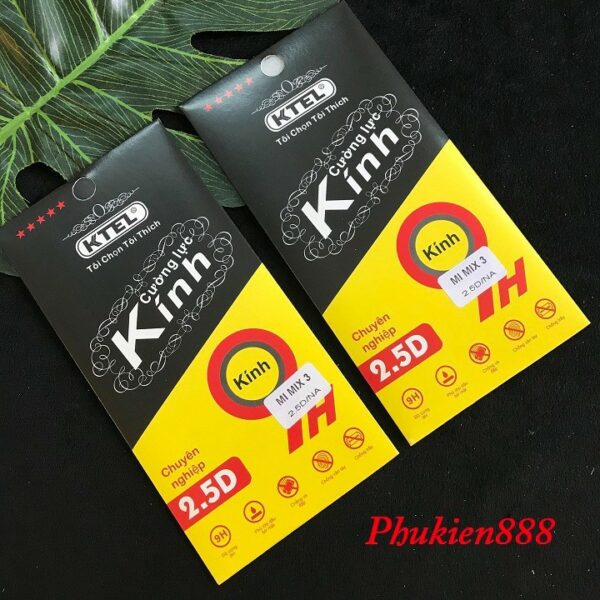 KTEL
Tôi Chọn Tôi Thích
Cường lực
Kính
Kính
MI MIX 3
2.5D/NA
Chuyên
nghiệp
2.5D
9H
KTEL
Tôi Chọn Tôi Thích
Cường lực
Kính
Kính
MI MIX 3
2.5D/NA
Chuyên
nghiệp
2.5D
9H
Phukien888